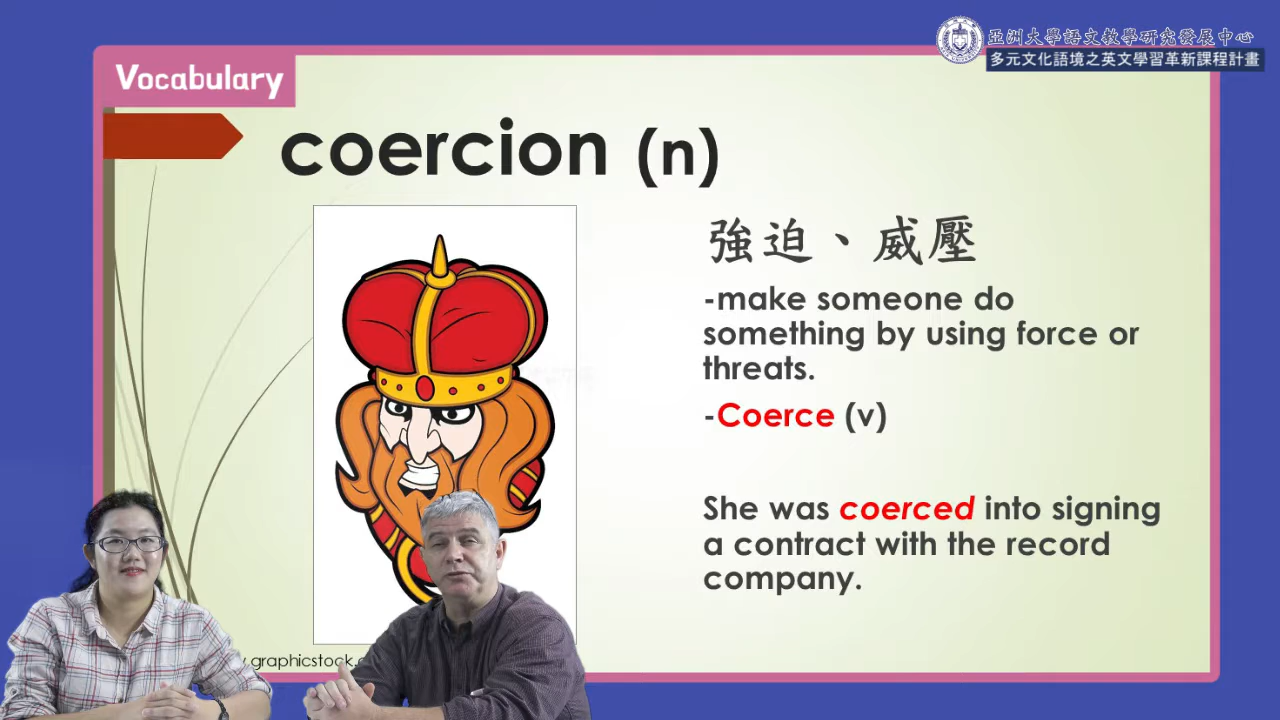 亞洲大學語文教學研究發展中心
多元文化語境之英文學習革新課程計畫
Vocabulary
coercion (n)
強迫、威壓
-make someone do
something by using force or
threats.
-Coerce (v)
She was coerced into signing
a contract with the record
company.
graphicstock.